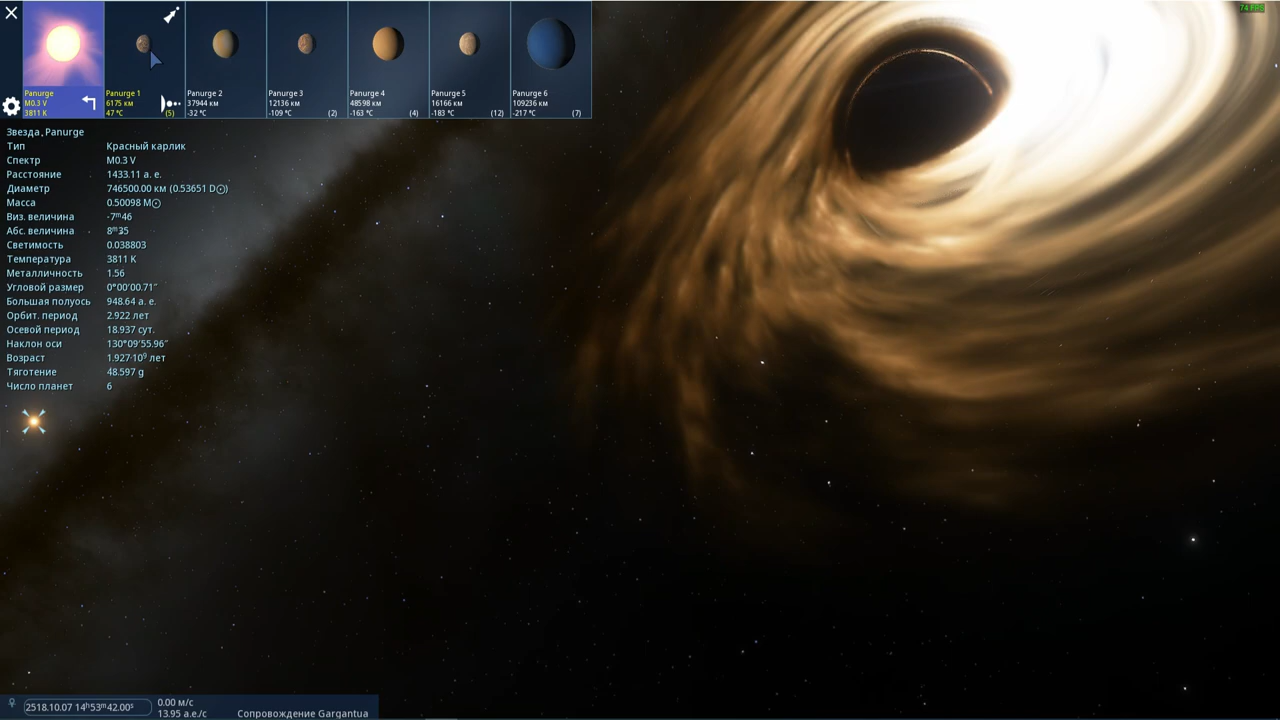 74 FPS
Panurge
M0.3 V
3811 K
Panurge 1
6175 км
47 °C (5)
Panurge 2
37944 км
-32 °C
Panurge 3
12136 км
-109 °C (2)
Panurge 4
48598 км
-163 °C (4)
Panurge 5
16166 км
-183 °C (12)
Panurge 6
109236 км
-217 °C (7)
Звезда, Panurge
Тип Красный карлик
Спектр M0.3 V
Расстояние 1433.11 а. е.
Диаметр 746500.00 км (0.53651 D☉)
Масса 0.50098 M☉
Виз. величина -7ᵐ46
Абс. величина 8ᵐ35
Светимость 0.038803
Температура 3811 K
Металличность 1.56
Угловой размер 0°00'00.71"
Большая полуось 948.64 а. е.
Орбит. период 2.922 лет
Осевой период 18.937 сут.
Наклон оси 130°09'55.96"
Возраст 1.927·10⁹ лет
Тяготение 48.597 g
Число планет 6
2518.10.07 14ʰ53ᵐ42.00ˢ
0.00 м/с
13.95 а.е./с Сопровождение Gargantua